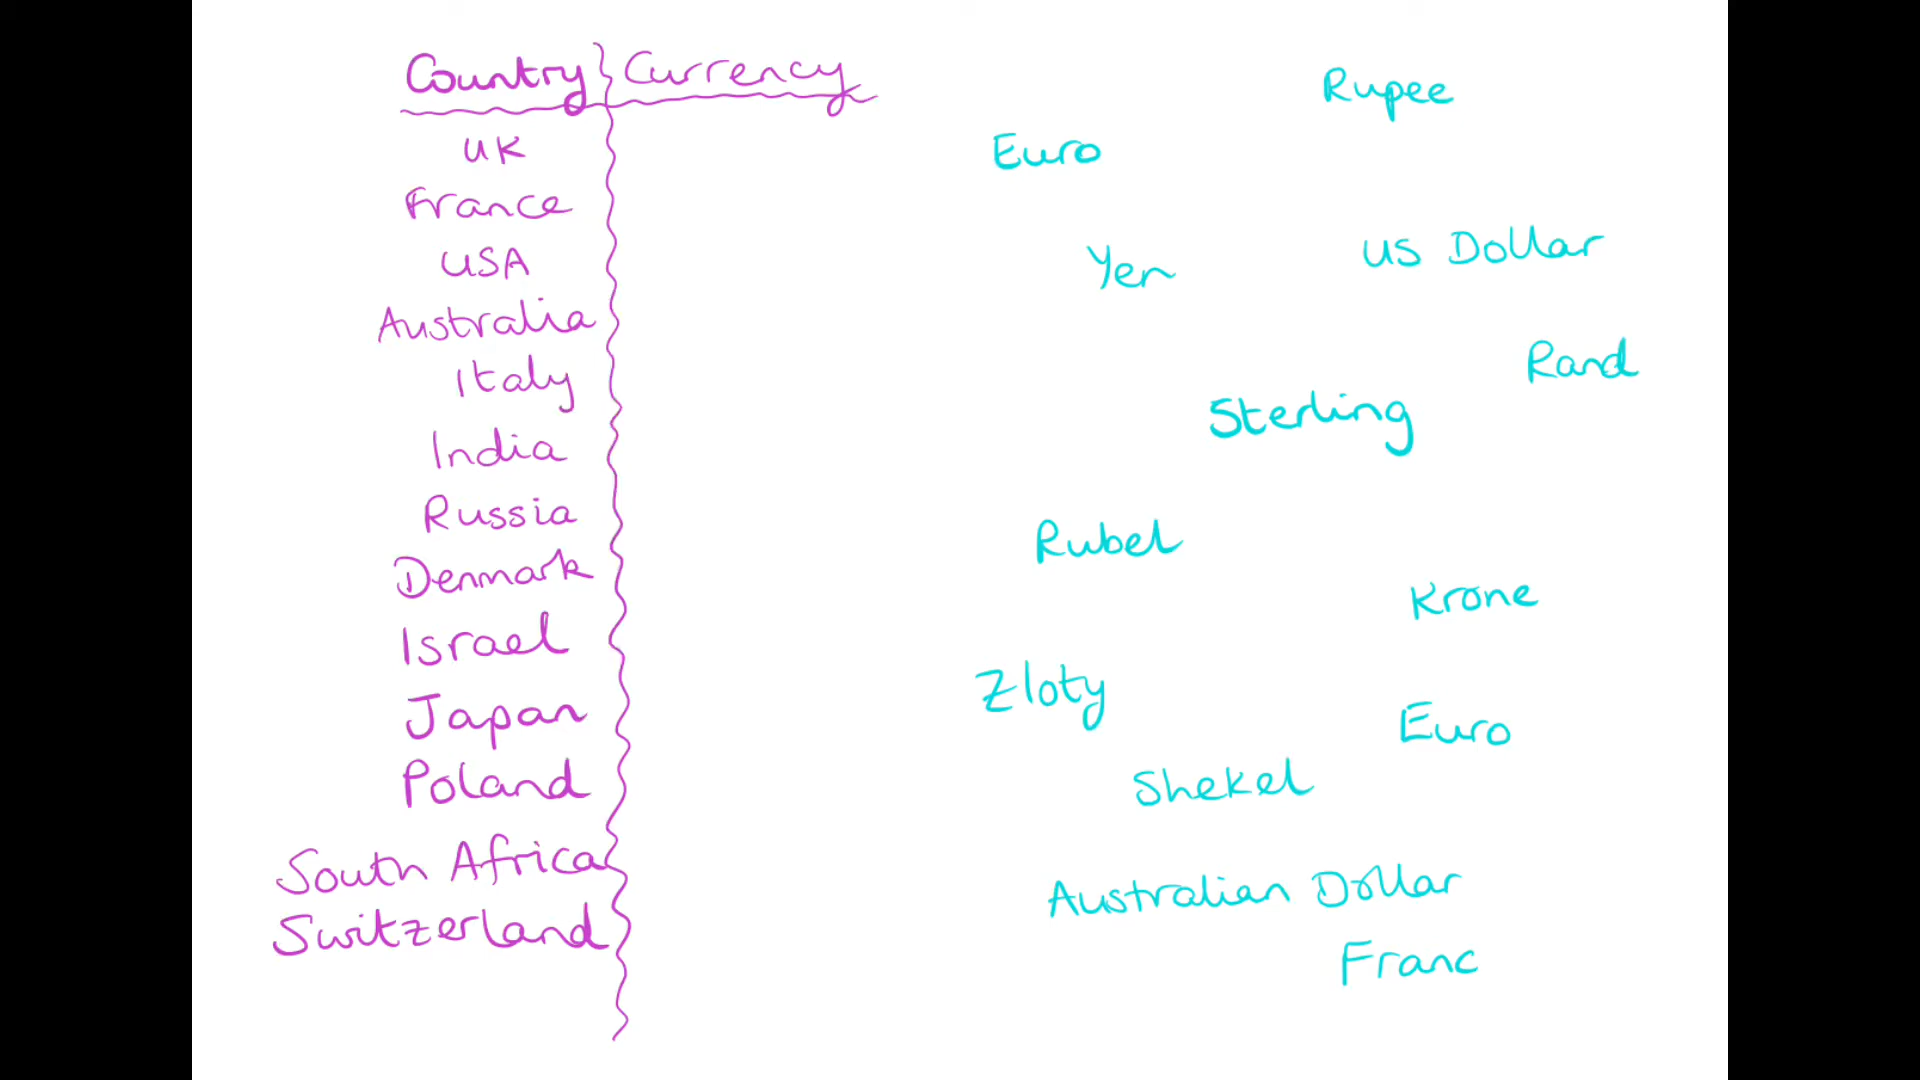 Country Currency
UK
France
USA
Australia
Italy
India
Russia
Denmark
Israel
Japan
Poland
South Africa
Switzerland
Rupee
Euro
Yen
US Dollar
Rand
Sterling
Rubel
Krone
Zloty
Euro
Shekel
Australian Dollar
Franc